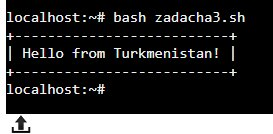 localhost:~# bash zadacha3.sh
+--------------------------+
| Hello from Turkmenistan! |
+--------------------------+
localhost:~#